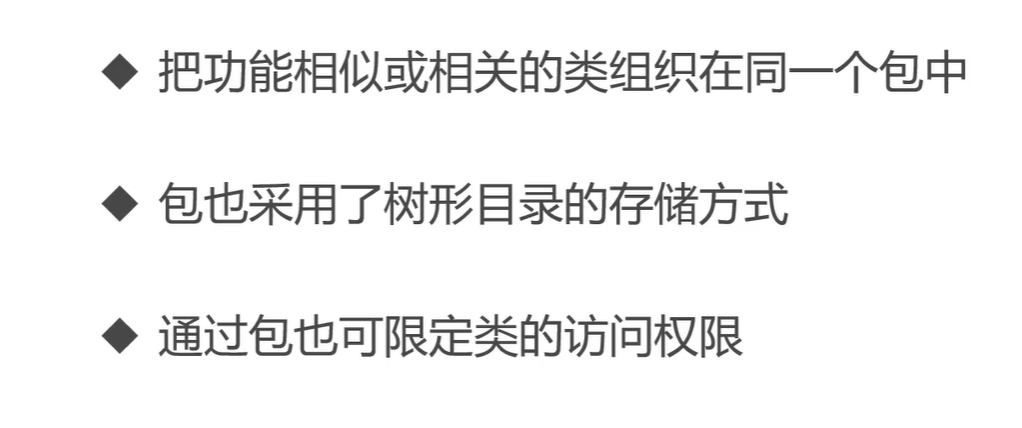 ◆ 把功能相似或相关的类组织在同一个包中
◆ 包也采用了树形目录的存储方式
◆ 通过包也可限定类的访问权限